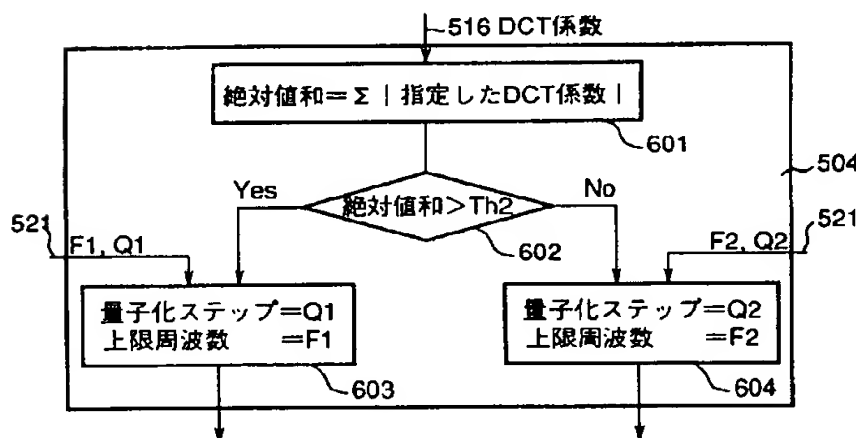 516 DCT係数
絶対値和=Σ | 指定したDCT係数 |
601
504
Yes
絶対値和>Th2
No
602
521
F1, Q1
F2, Q2
521
量子化ステップ=Q1
上限周波数 =F1
603
量子化ステップ=Q2
上限周波数 =F2
604